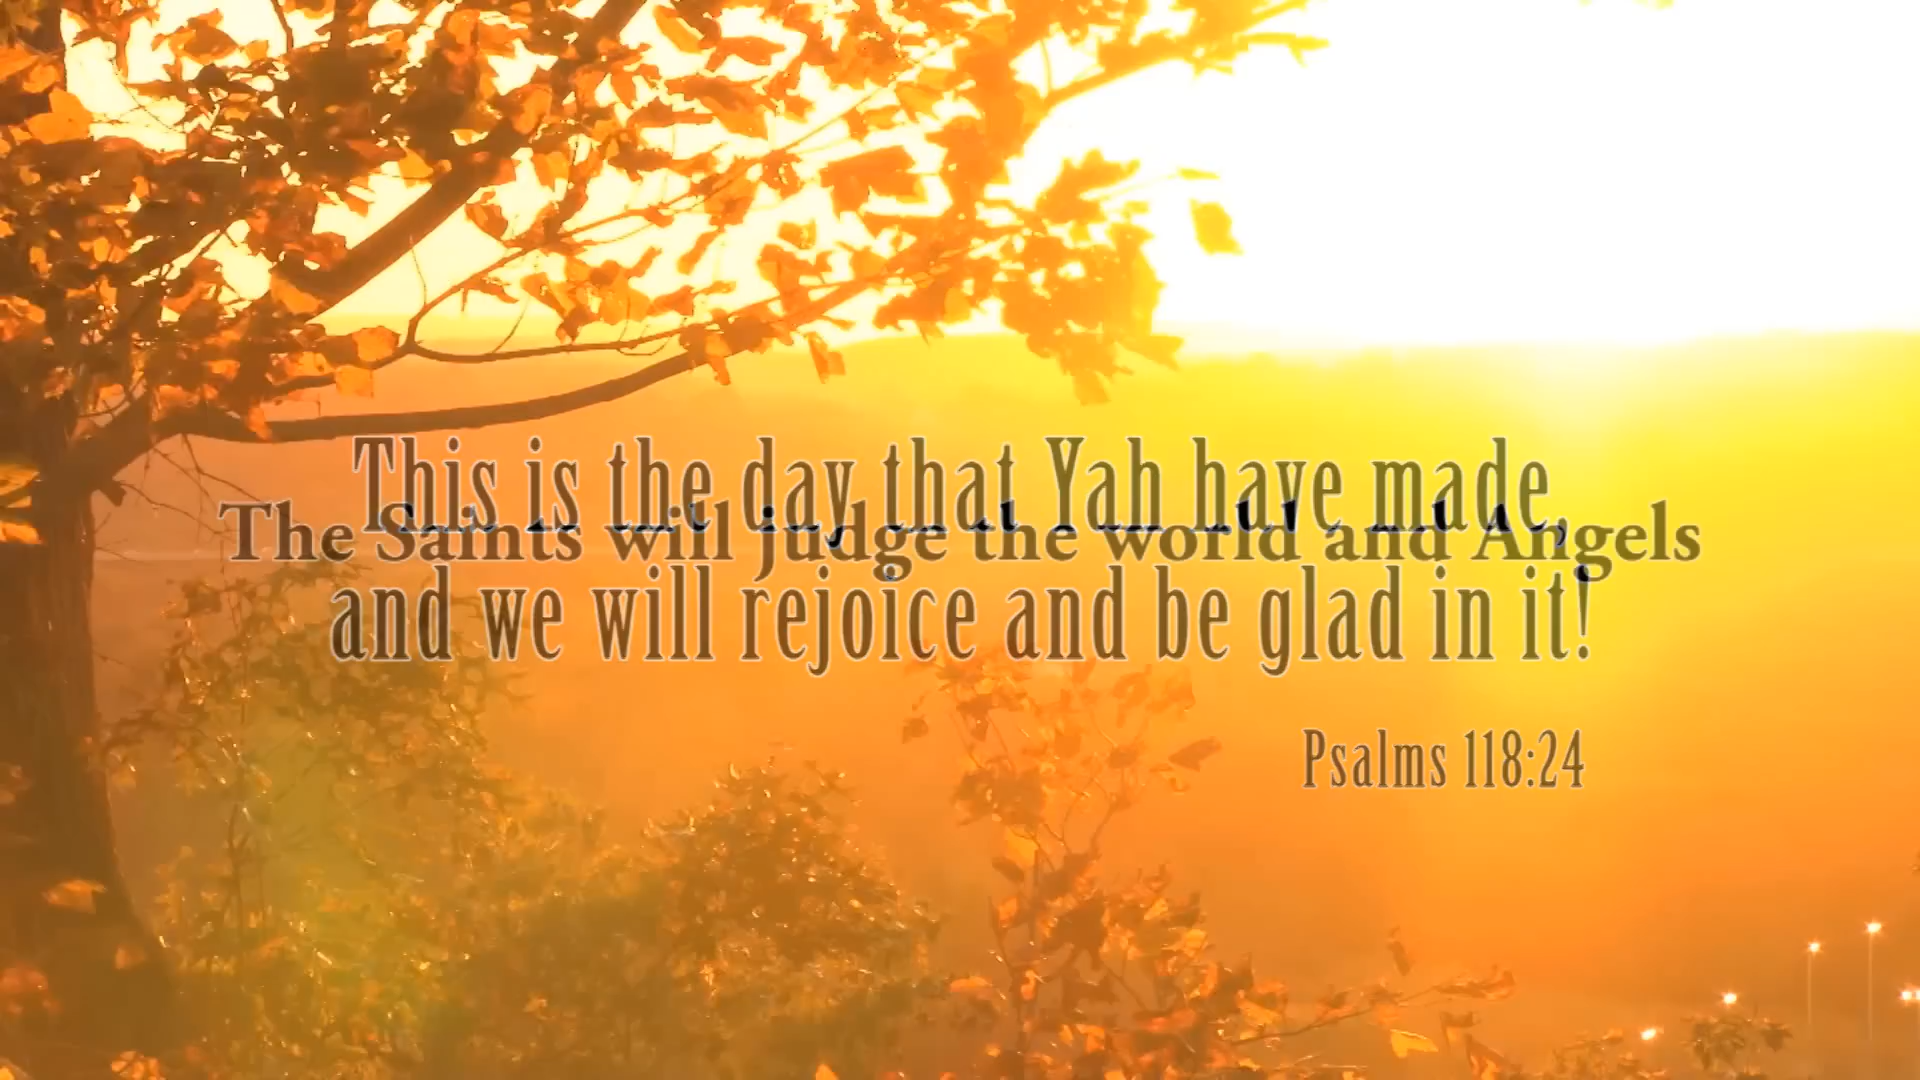 This is the day that Yah have made,
The Saints will judge the world and Angels
and we will rejoice and be glad in it!
Psalms 118:24